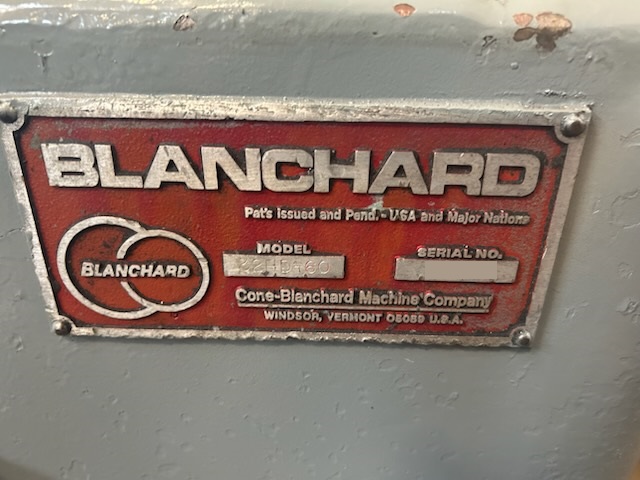 BLANCHARD
Pat's Issued and Pend. - USA and Major Nations
MODEL
SERIAL NO.
BLANCHARD
Cone-Blanchard Machine Company
WINDSOR, VERMONT 05089 U.S.A.